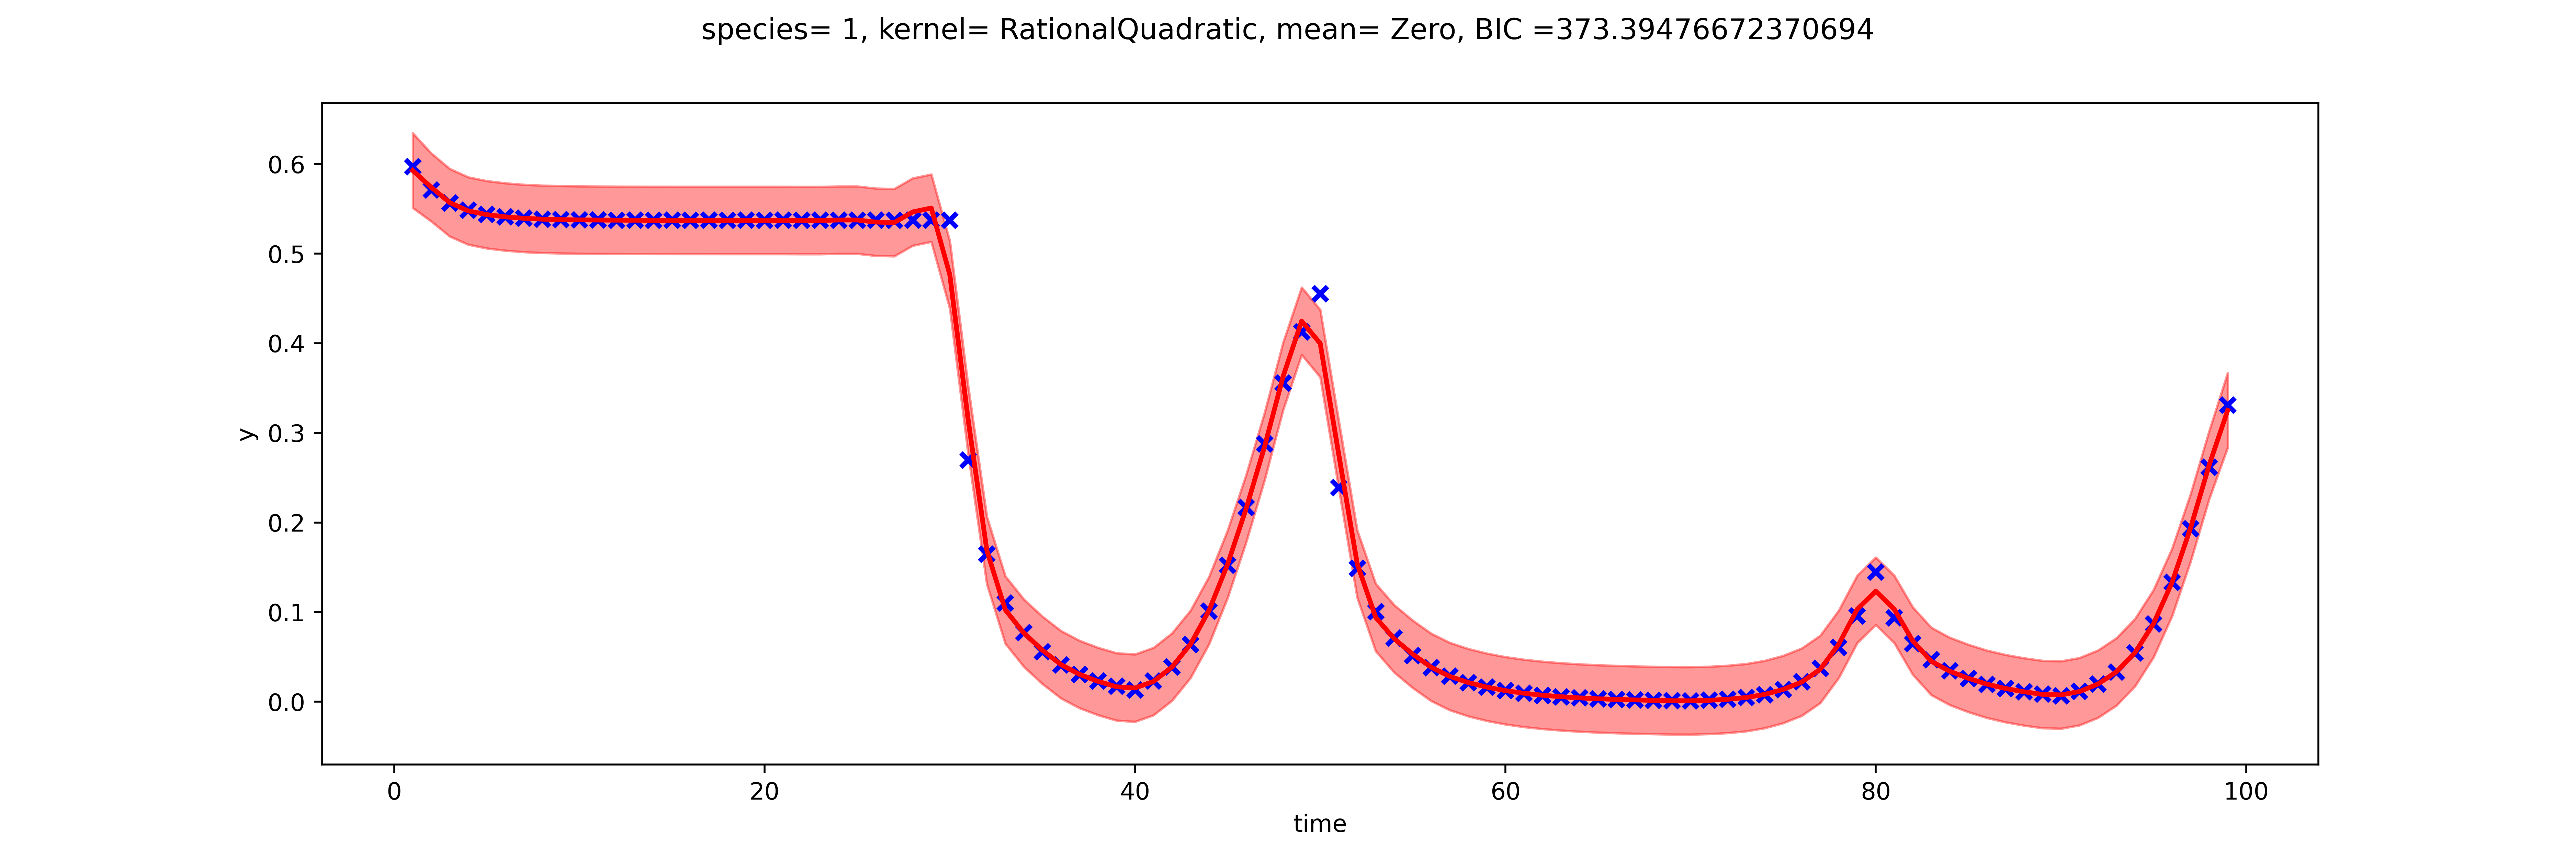 species= 1, kernel= RationalQuadratic, mean= Zero, BIC =373.39476672370694
0.6
0.5
0.4
0.3
0.2
0.1
0.0
y
0 20 40 60 80 100
time